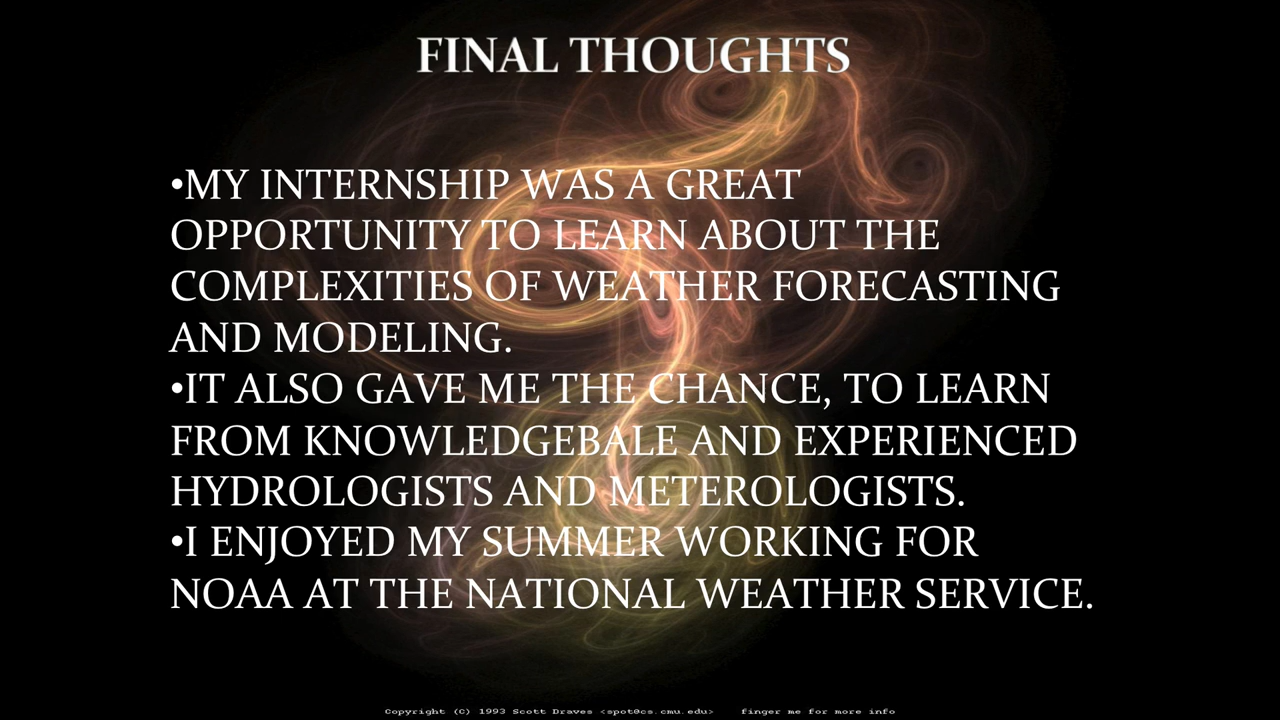 FINAL THOUGHTS
•MY INTERNSHIP WAS A GREAT
OPPORTUNITY TO LEARN ABOUT THE
COMPLEXITIES OF WEATHER FORECASTING
AND MODELING.
•IT ALSO GAVE ME THE CHANCE, TO LEARN
FROM KNOWLEDGEBALE AND EXPERIENCED
HYDROLOGISTS AND METEROLOGISTS.
•I ENJOYED MY SUMMER WORKING FOR
NOAA AT THE NATIONAL WEATHER SERVICE.
Copyright (C) 1993 Scott Draves <spot@cs.cmu.edu> finger me for more info